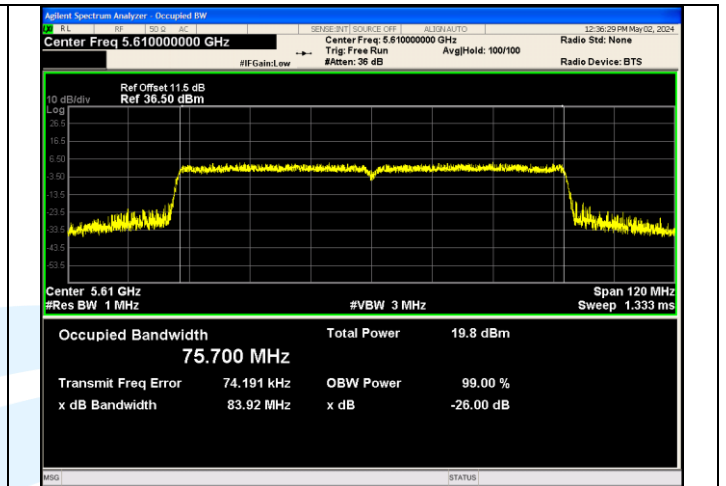 Agilent Spectrum Analyzer - Occupied BW
RL RF 50 Ω AC SENSE:INT SOURCE OFF ALIGNAUTO 12:36:29 PM May 02, 2024
Center Freq 5.610000000 GHz
Center Freq: 5.610000000 GHz
Radio Std: None
Trig: Free Run Avg|Hold: 100/100
#IFGain:Low #Atten: 36 dB Radio Device: BTS
Ref Offset 11.5 dB
10 dB/div Ref 36.50 dBm
Log
26.5
16.5
6.50
-3.50
-13.5
-23.5
-33.5
-43.5
-53.5
Center 5.61 GHz Span 120 MHz
#Res BW 1 MHz #VBW 3 MHz Sweep 1.333 ms
Occupied Bandwidth Total Power 19.8 dBm
75.700 MHz
Transmit Freq Error 74.191 kHz OBW Power 99.00 %
x dB Bandwidth 83.92 MHz x dB -26.00 dB
MSG STATUS